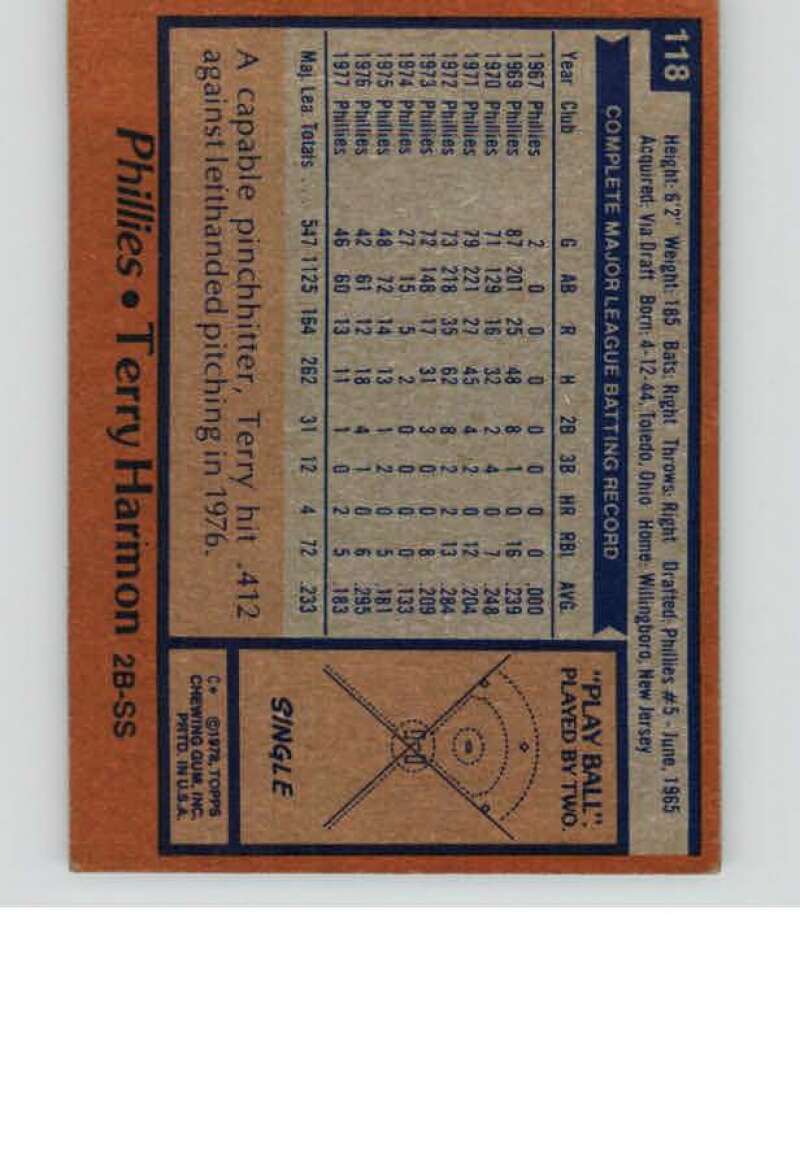 118
Height: 6'2" Weight: 185 Bats: Right Throws: Right Drafted: Phillies #5 - June, 1965
Acquired: Via Draft Born: 4-12-44, Toledo, Ohio Home: Willingboro, New Jersey
COMPLETE MAJOR LEAGUE BATTING RECORD
Year Club G AB R H 2B 3B HR RBI AVG.
1967 Phillies 2 0 0 0 0 0 0 0 .000
1969 Phillies 87 201 25 48 8 1 0 16 .239
1970 Phillies 71 129 16 32 2 4 0 7 .248
1971 Phillies 79 221 27 45 4 2 0 12 .204
1972 Phillies 73 218 35 62 8 2 2 13 .284
1973 Phillies 72 148 17 31 3 0 0 8 .209
1974 Phillies 27 15 5 2 0 0 0 0 .133
1975 Phillies 48 72 14 13 1 2 0 5 .181
1976 Phillies 42 61 12 18 4 1 0 6 .295
1977 Phillies 46 60 13 11 1 0 2 5 .183
Maj. Lea. Totals .... 547 1125 164 262 31 12 4 72 .233
A capable pinchhitter, Terry hit .412
against lefthanded pitching in 1976.
"PLAY BALL":
PLAYED BY TWO.
SINGLE
C* ©1978, TOPPS
CHEWING GUM, INC.
PRTD. IN U.S.A.
Phillies • Terry Harmon 2B-SS